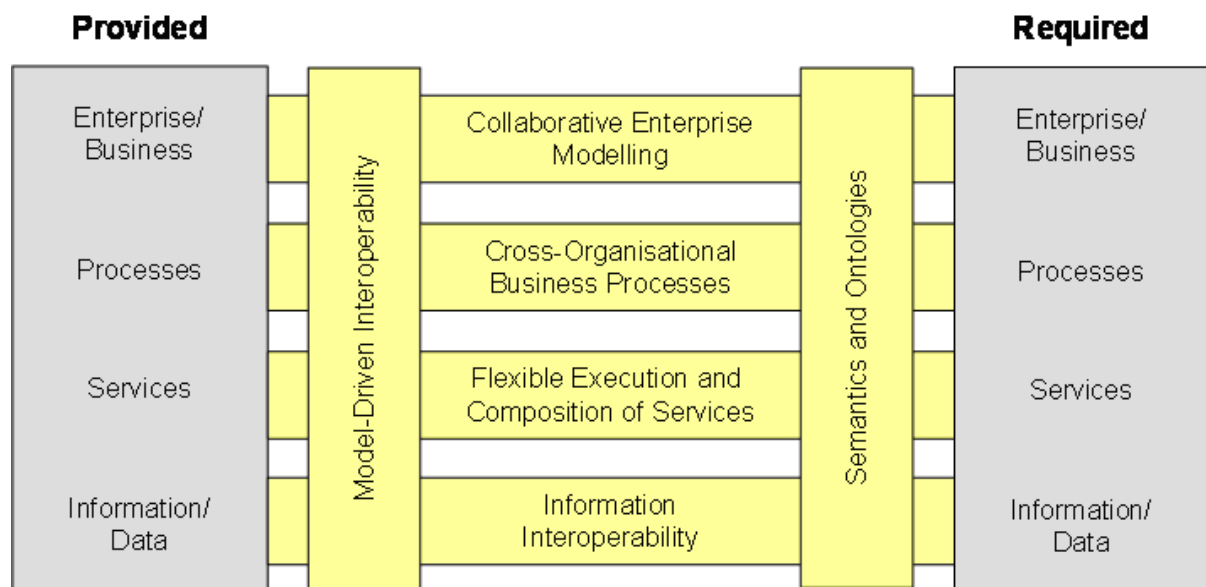 Provided
Required
Enterprise/
Business
Processes
Services
Information/
Data
Model-Driven Interoperability
Collaborative Enterprise
Modelling
Cross-Organisational
Business Processes
Flexible Execution and
Composition of Services
Information
Interoperability
Semantics and Ontologies
Enterprise/
Business
Processes
Services
Information/
Data